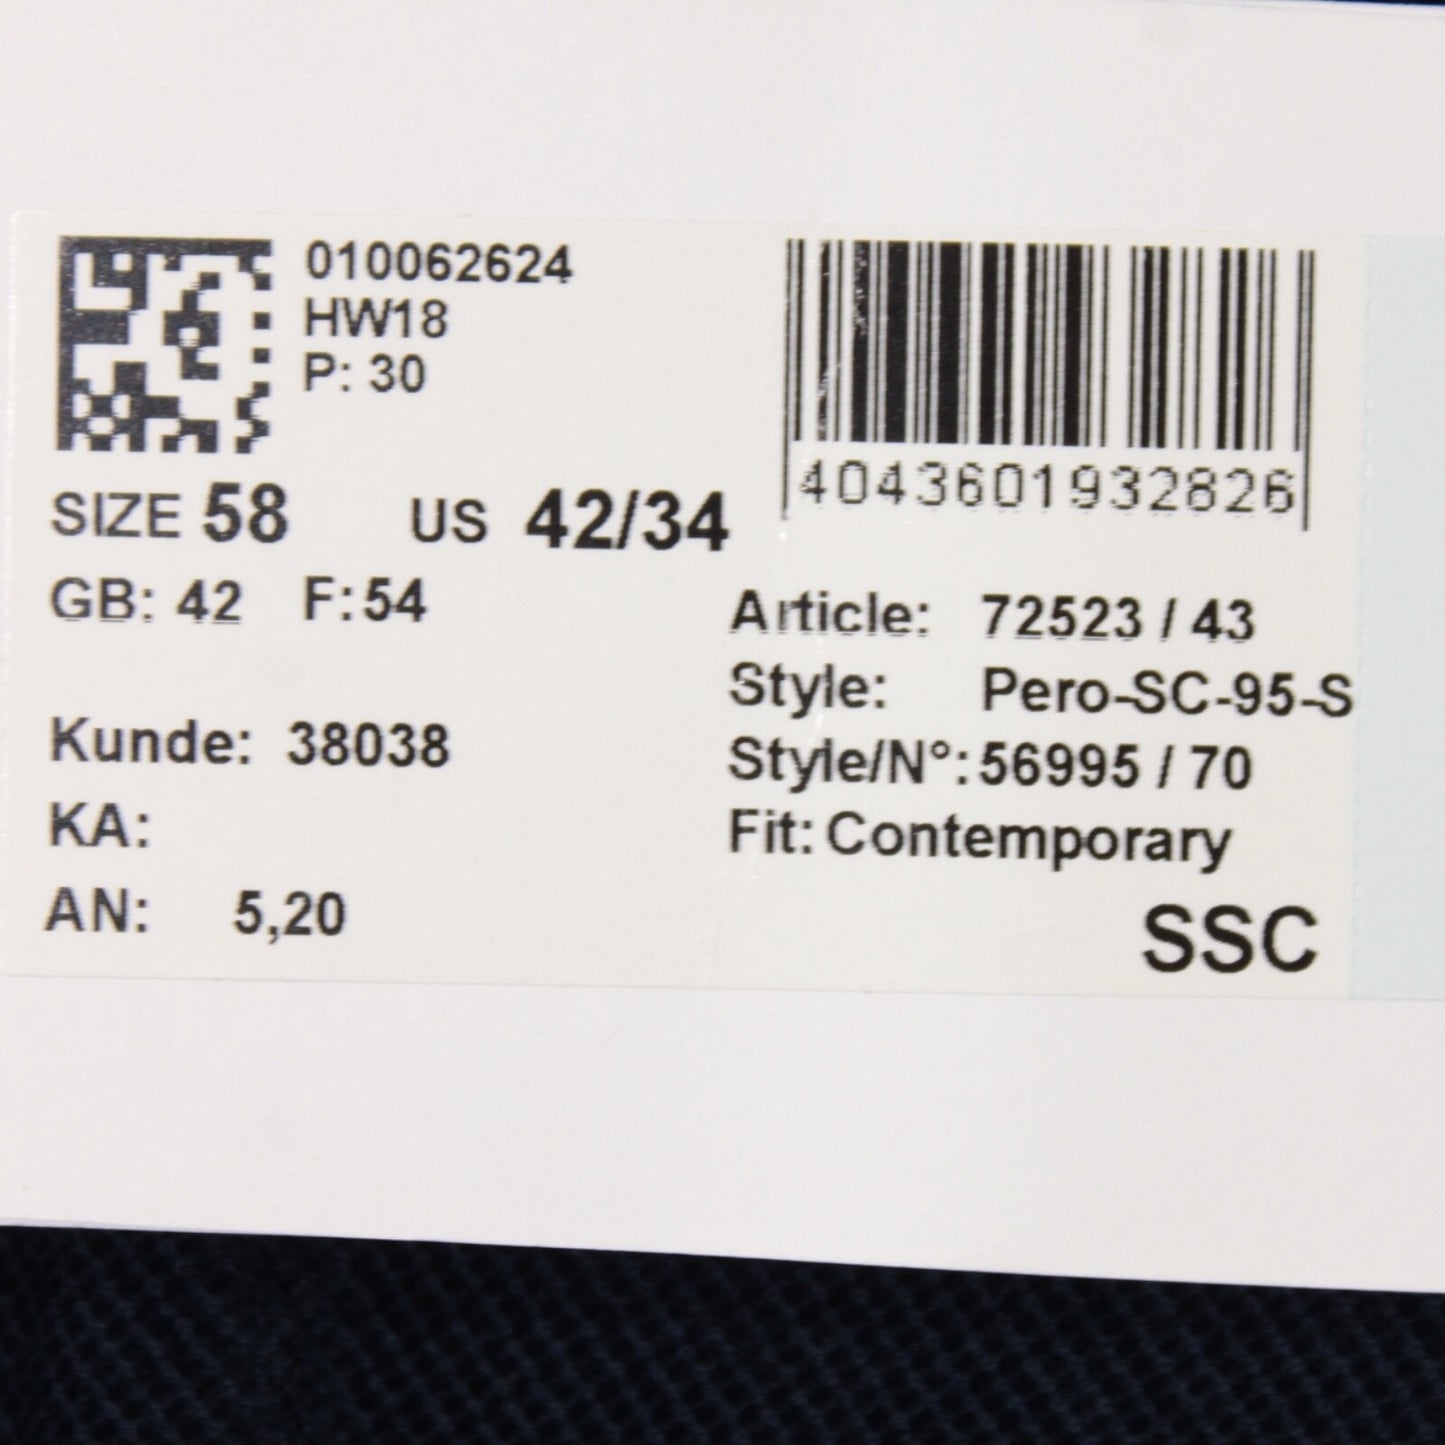 010062624
HW18
P: 30
4043601932826
SIZE 58 US 42/34
GB: 42 F: 54
Article: 72523 / 43
Style: Pero-SC-95-S
Kunde: 38038
Style/N°: 56995 / 70
KA:
Fit: Contemporary
AN: 5,20
SSC